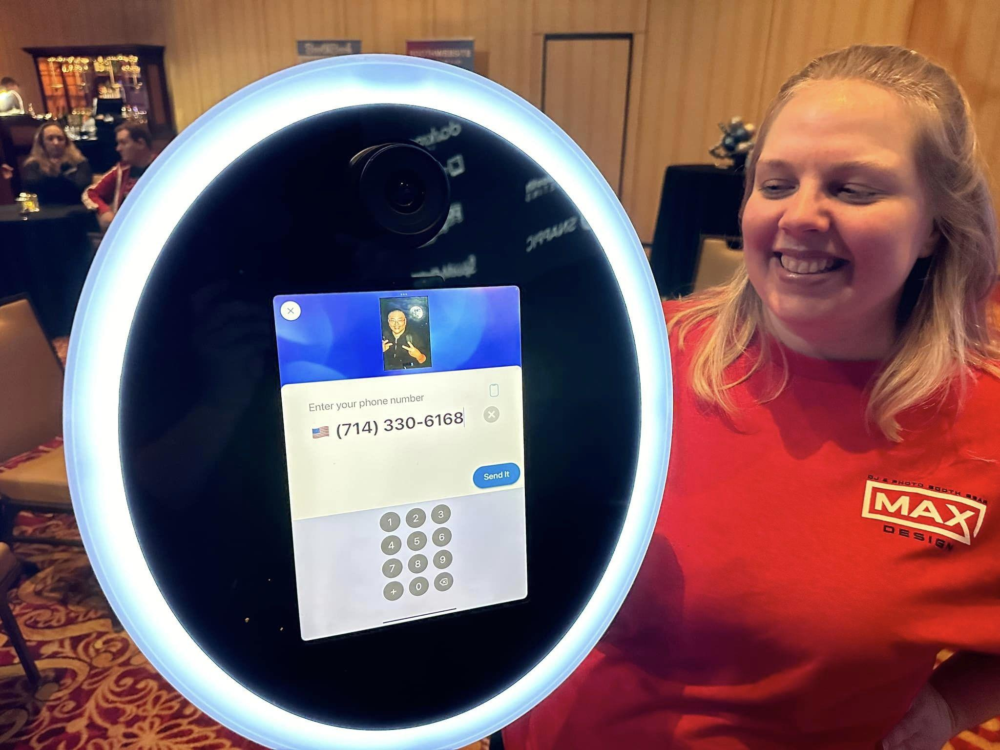 Enter your phone number
(714) 330-6168
Send It
1 2 3
4 5 6
7 8 9
+ 0
DJ & PHOTO BOOTH GEAR
MAX
DESIGN